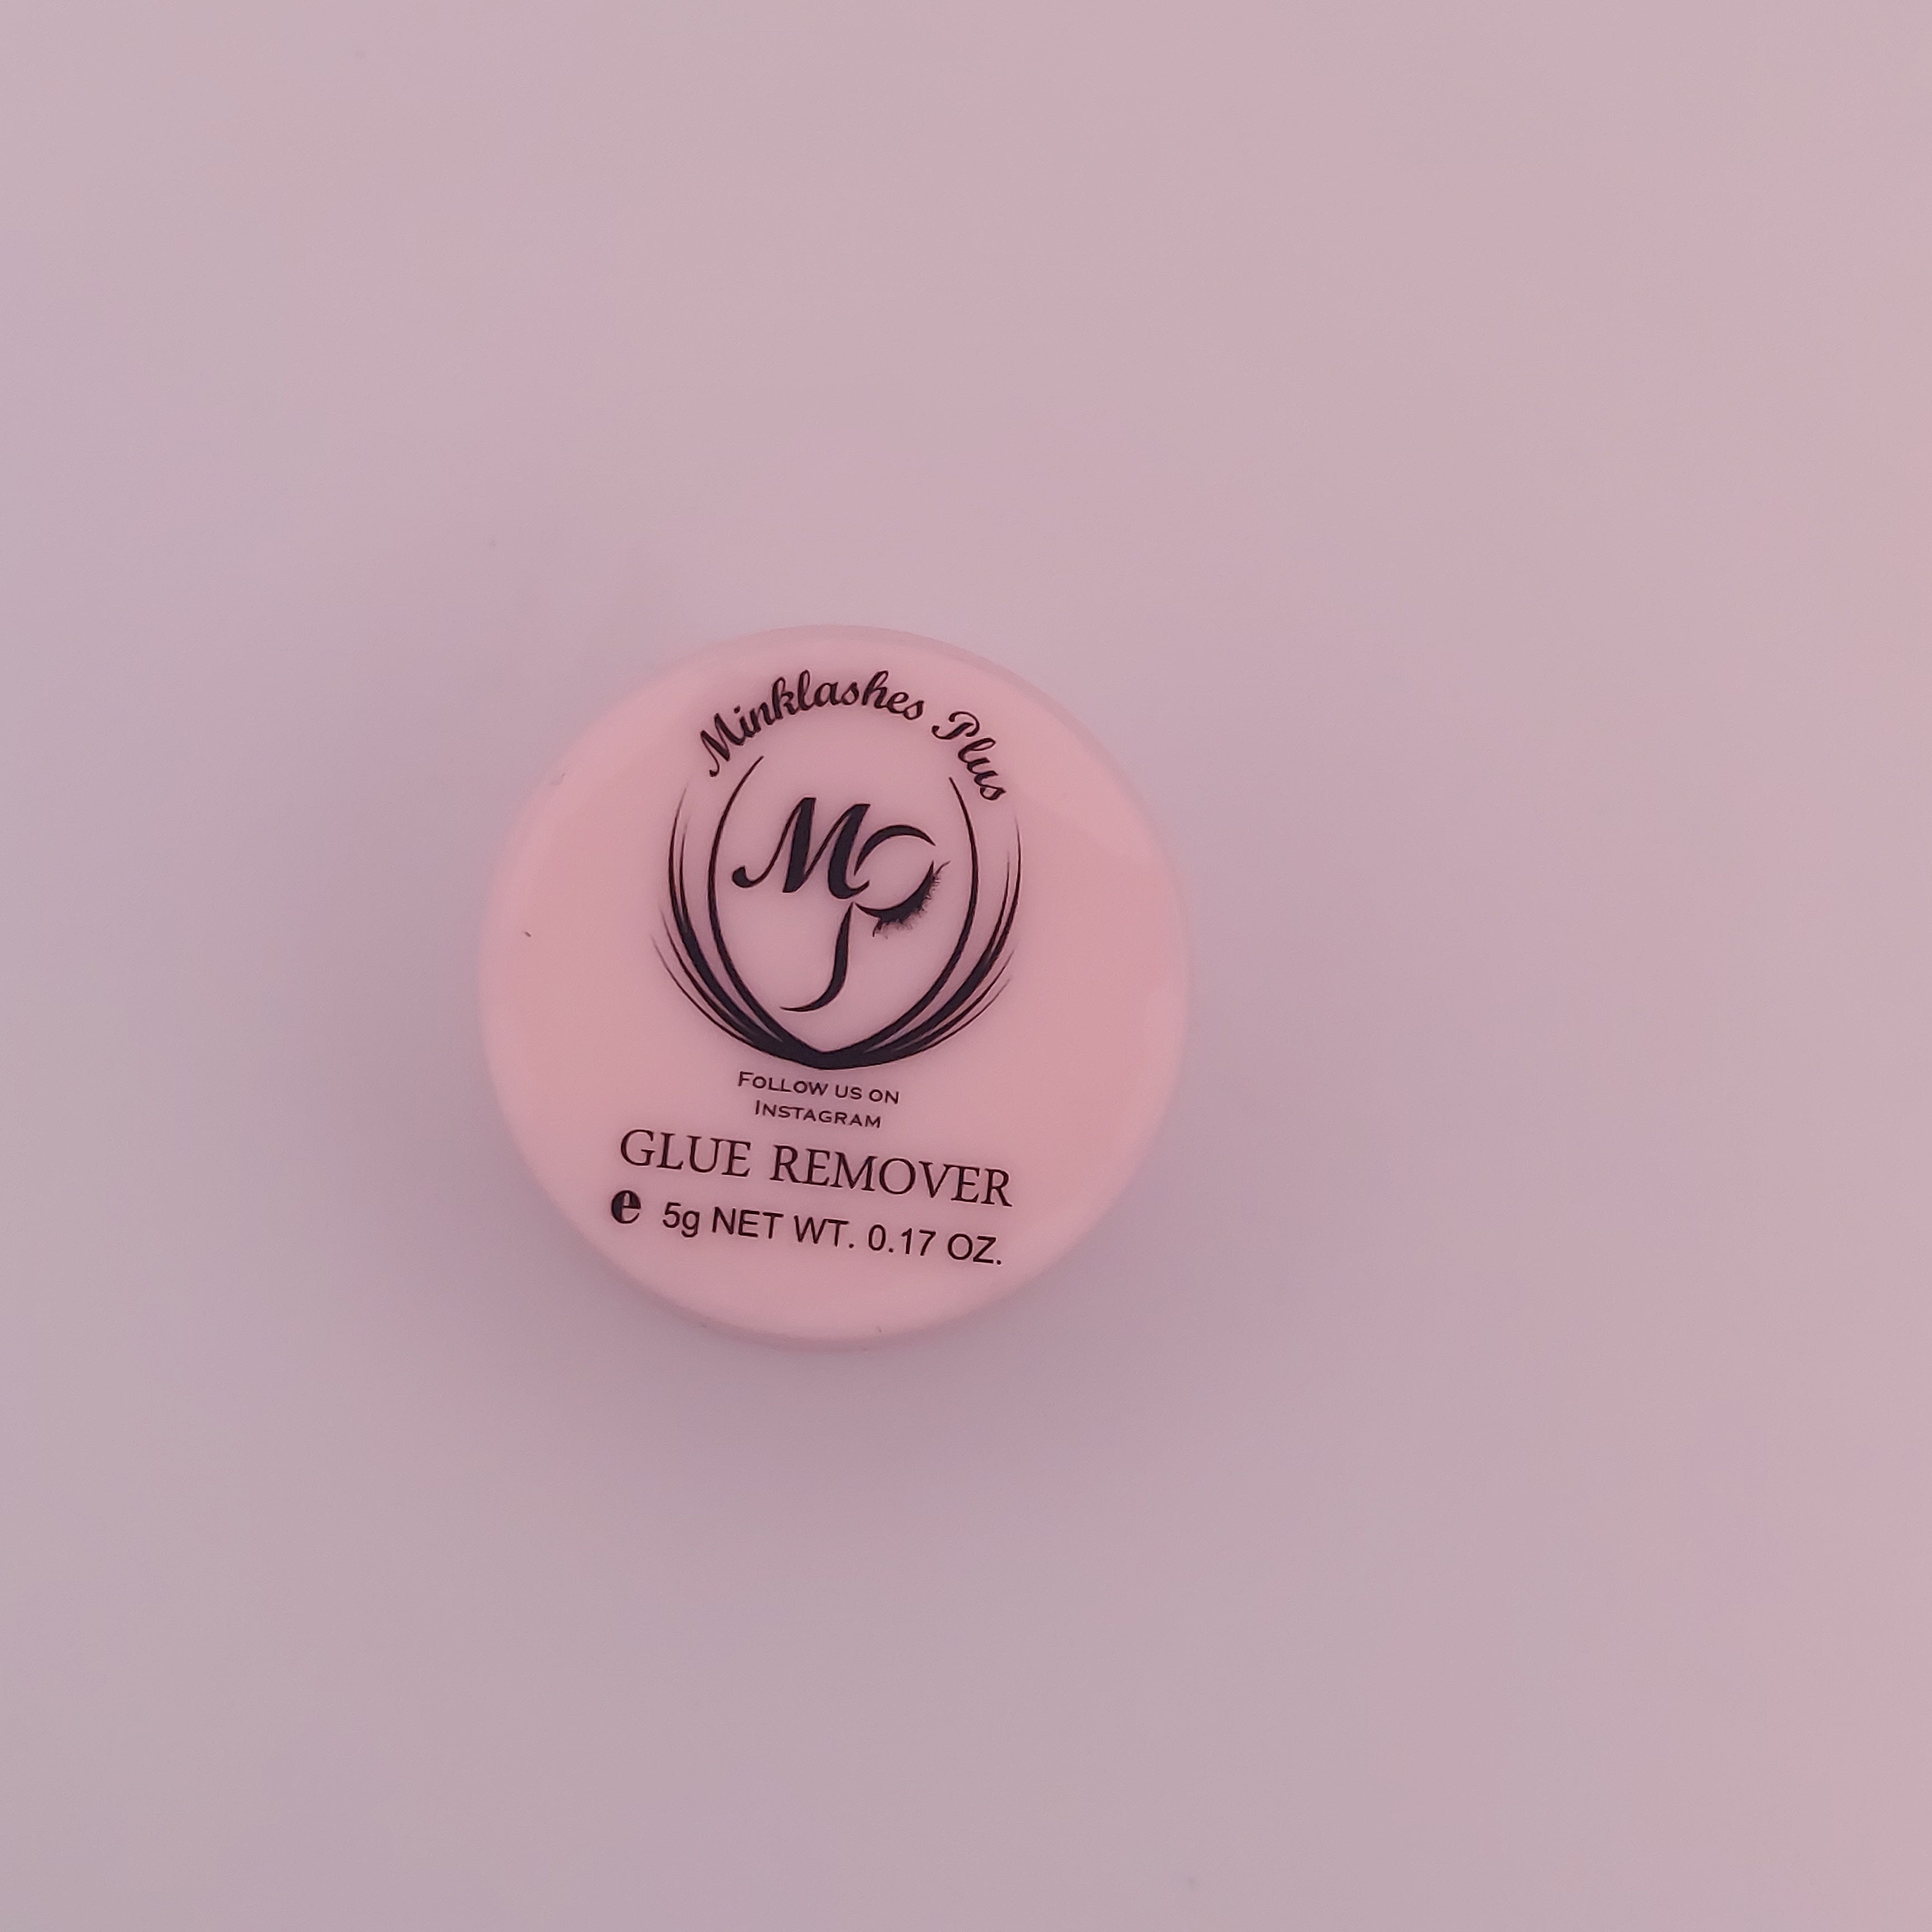 Minklashes Plus
MP
FOLLOW US ON
INSTAGRAM
GLUE REMOVER
e 5g NET WT. 0.17 OZ.